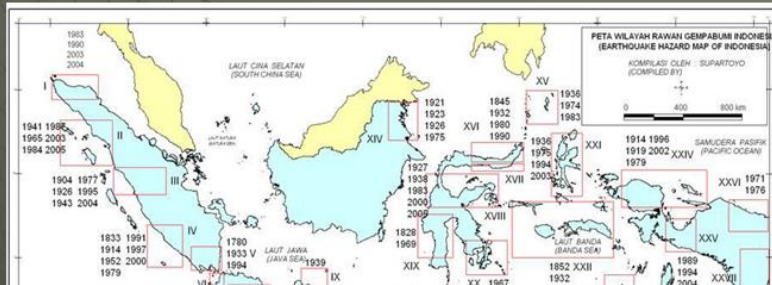 PETA WILAYAH RAWAN GEMPABUMI INDONESI
(EARTHQUAKE HAZARD MAP OF INDONESIA)
KOMPILASI OLEH : SUPARTOYO
(COMPILED BY)
0 400 800 km
1983
1990
2003
2004
LAUT CINA SELATAN
(SOUTH CHINA SEA)
I
II
1965 2003
1984 2005
1904 1977
1926 1995
1943 2004
III
IV
1833 1991
1914 1997
1952 2000
1979
1780
1933 V
1994
VI
LAUT JAWA
(JAVA SEA)
1939
IX
XIV
1921
1923
1926
1975
XV
1936
1974
1983
1845
1932
1980
1990
XVI
XVII
1927
1938
1983
2000
2005
1936
1975
1994
2003
XXI
1914 1996
1919 2002
1979
XXIV
SAMUDERA PASIFIK
(PACIFIC OCEAN)
XXVI
1971
1976
XVIII
1828
1969
XIX
LAUT BANDA
(BANDA SEA)
1852 XXII
1932
1967
XXV
1989
1994
2004
XXVII